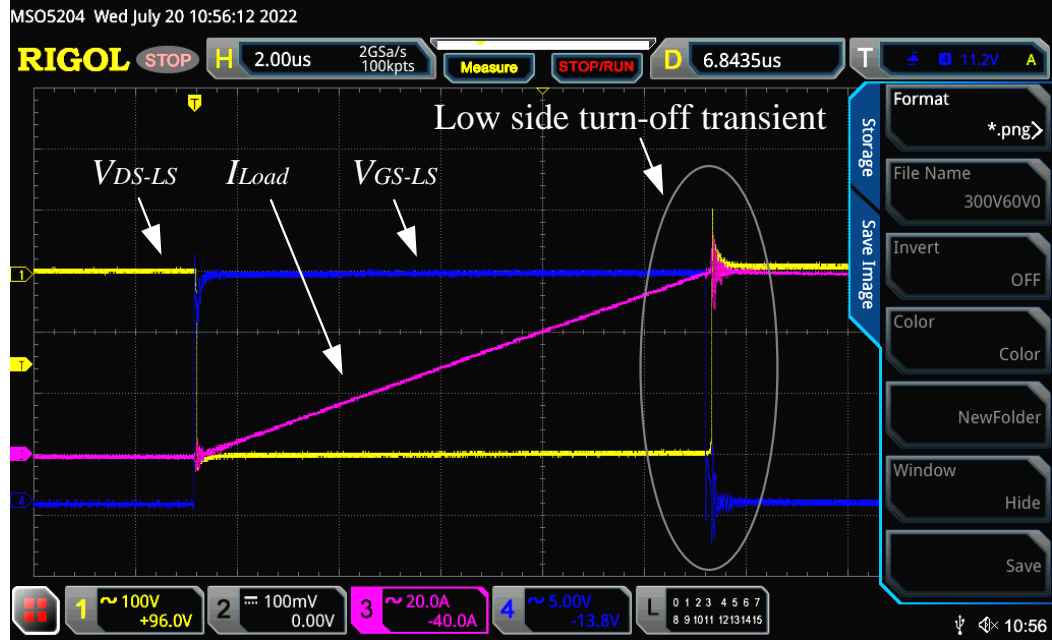 MSO5204 Wed July 20 10:56:12 2022
RIGOL STOP H 2.00us 2GSa/s 100kpts Measure STOP/RUN D 6.8435us T 4 11.2V A
T
Low side turn-off transient
VDS-LS ILoad VGS-LS
1
T
3
4
Storage
Save Image
Format
*.png
File Name
300V60V0
Invert
OFF
Color
Color
NewFolder
Window
Hide
Save
1 100V +96.0V
2 100mV 0.00V
3 20.0A -40.0A
4 5.00V -13.8V
L 0 1 2 3 4 5 6 7
8 9 10 11 12 13 14 15
10:56